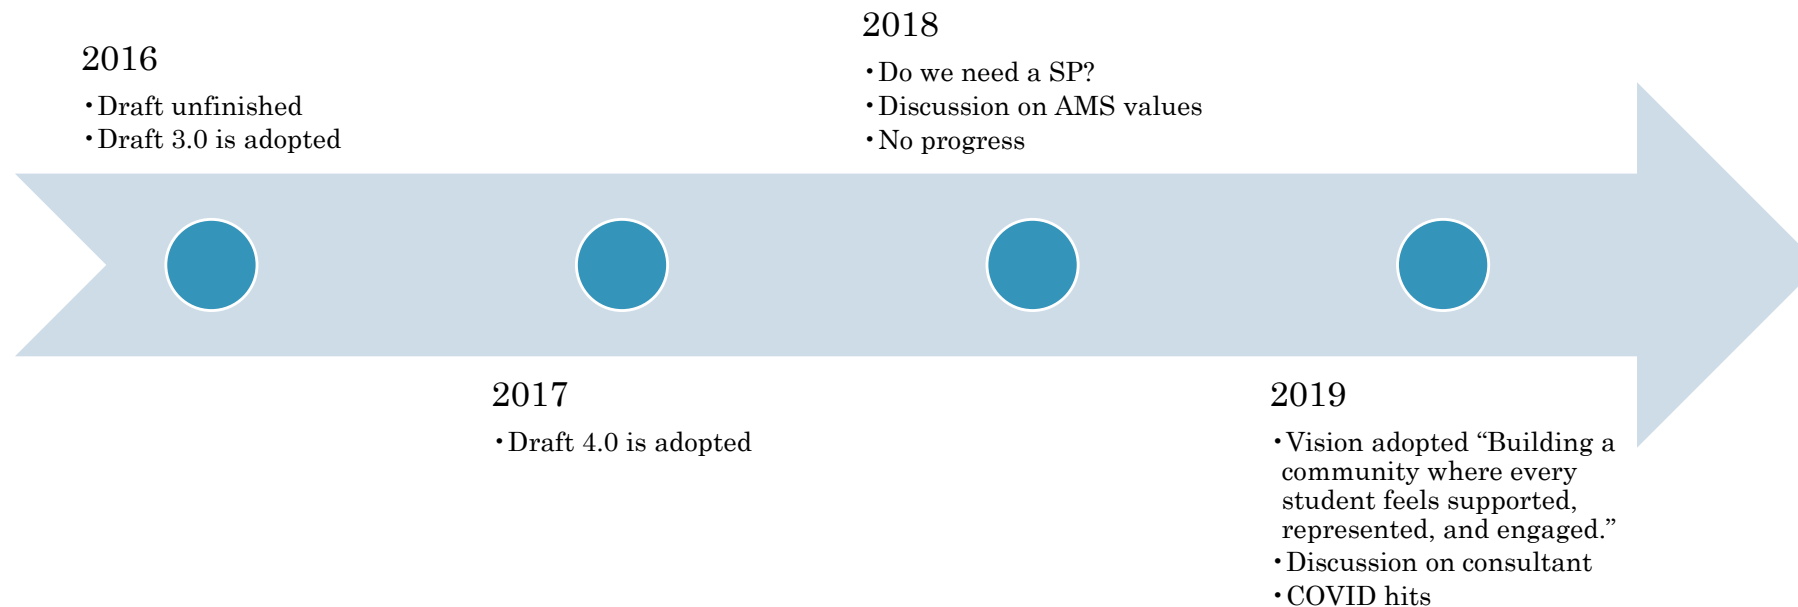 2016
•Draft unfinished
•Draft 3.0 is adopted
2017
•Draft 4.0 is adopted
2018
•Do we need a SP?
•Discussion on AMS values
•No progress
2019
•Vision adopted “Building a
community where every
student feels supported,
represented, and engaged.”
•Discussion on consultant
•COVID hits